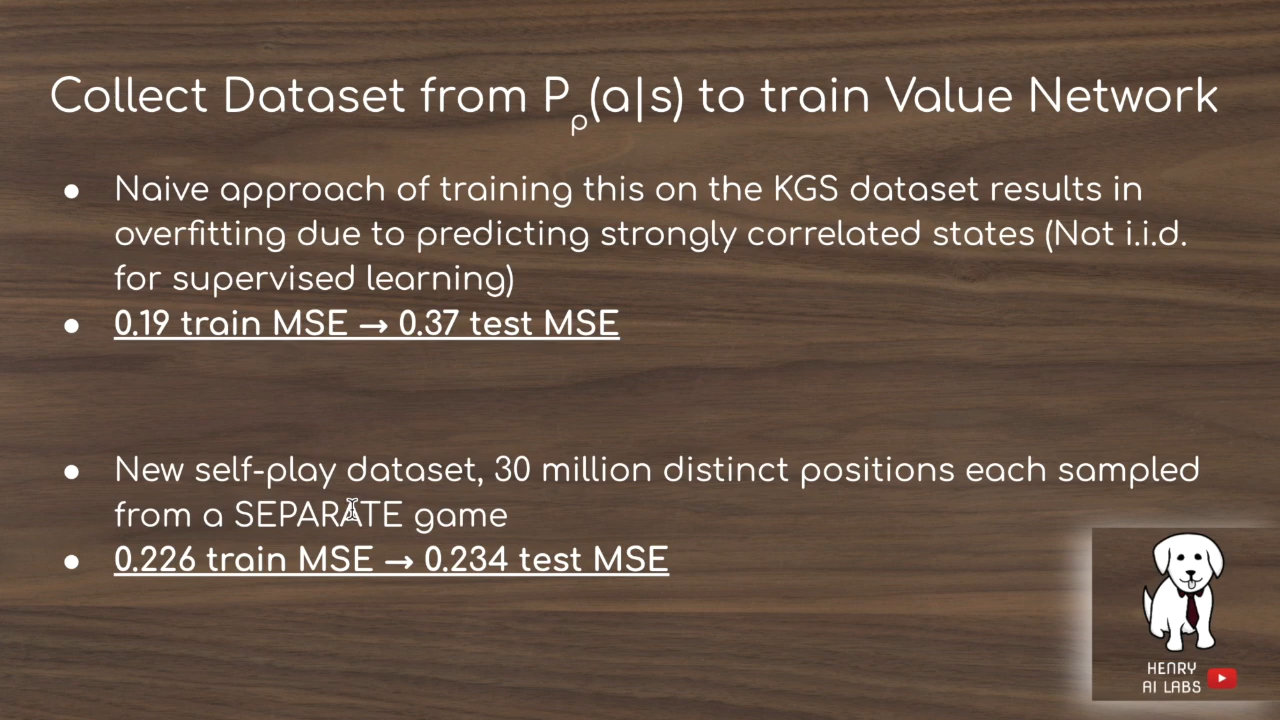 Collect Dataset from Pρ(a|s) to train Value Network
● Naive approach of training this on the KGS dataset results in
overfitting due to predicting strongly correlated states (Not i.i.d.
for supervised learning)
● 0.19 train MSE → 0.37 test MSE
● New self-play dataset, 30 million distinct positions each sampled
from a SEPARATE game
● 0.226 train MSE → 0.234 test MSE
HENRY
AI LABS